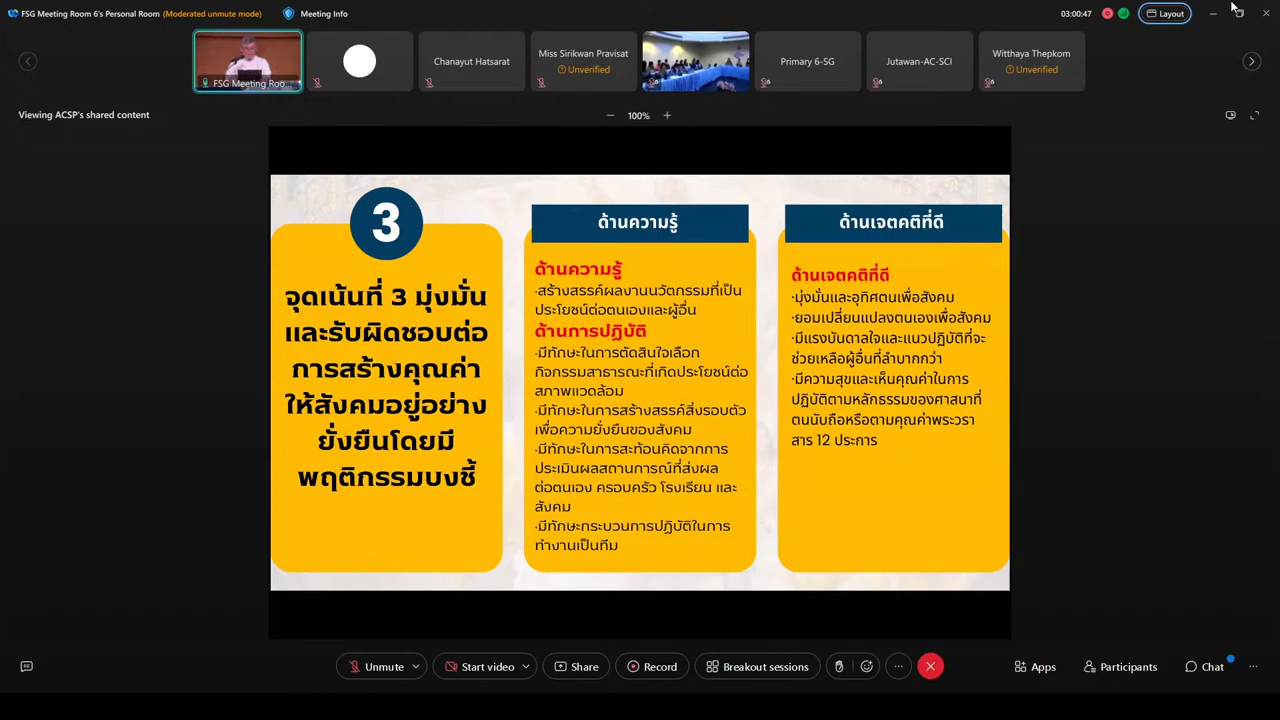 FSG Meeting Room 6's Personal Room (Moderated unmute mode)
Meeting Info
03:00:47
Layout
FSG Meeting Roo...
Chanayut Hatsarat
Miss Sirikwan Pravisat
Unverified
Primary 6-SG
Jutawan-AC-SCI
Witthaya Thepkom
Unverified
Viewing ACSP's shared content
100%
3
จุดเน้นที่ 3 มุ่งมั่น
และรับผิดชอบต่อ
การสร้างคุณค่า
ให้สังคมอยู่อย่าง
ยั่งยืนโดยมี
พฤติกรรมบงชี้
ด้านความรู้
ด้านความรู้
·สร้างสรรค์ผลงานนวัตกรรมที่เป็น
ประโยชน์ต่อตนเองและผู้อื่น
ด้านการปฏิบัติ
·มีทักษะในการตัดสินใจเลือก
กิจกรรมสาธารณะที่เกิดประโยชน์ต่อ
สภาพแวดล้อม
·มีทักษะในการสร้างสรรค์สิ่งรอบตัว
เพื่อความยั่งยืนของสังคม
·มีทักษะในการสะท้อนคิดจากการ
ประเมินผลสถานการณ์ที่ส่งผล
ต่อตนเอง ครอบครัว โรงเรียน และ
สังคม
·มีทักษะกระบวนการปฏิบัติในการ
ทำงานเป็นทีม
ด้านเจตคติที่ดี
ด้านเจตคติที่ดี
·มุ่งมั่นและอุทิศตนเพื่อสังคม
·ยอมเปลี่ยนแปลงตนเองเพื่อสังคม
·มีแรงบันดาลใจและแนวปฏิบัติที่จะ
ช่วยเหลือผู้อื่นที่ลำบากกว่า
·มีความสุขและเห็นคุณค่าในการ
ปฏิบัติตามหลักธรรมของศาสนาที่
ตนนับถือหรือตามคุณค่าพระวรา
สาร 12 ประการ
Unmute
Start video
Share
Record
Breakout sessions
Apps
Participants
Chat